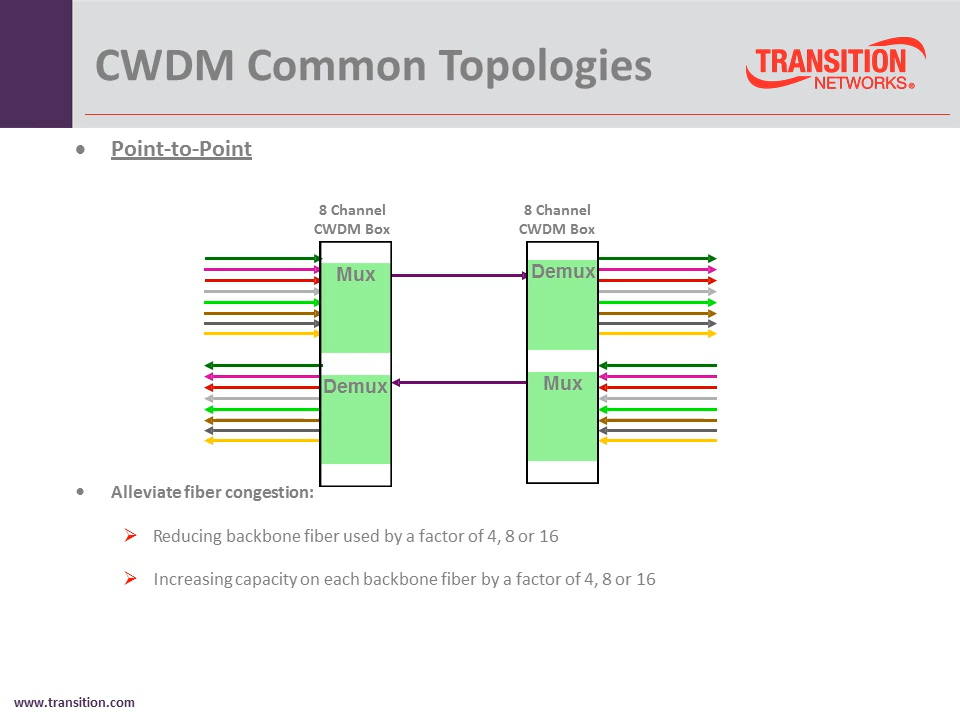 CWDM Common Topologies
TRANSITION
NETWORKS®
• Point-to-Point
8 Channel
CWDM Box
8 Channel
CWDM Box
Mux
Demux
Demux
Mux
• Alleviate fiber congestion:
Reducing backbone fiber used by a factor of 4, 8 or 16
Increasing capacity on each backbone fiber by a factor of 4, 8 or 16
www.transition.com